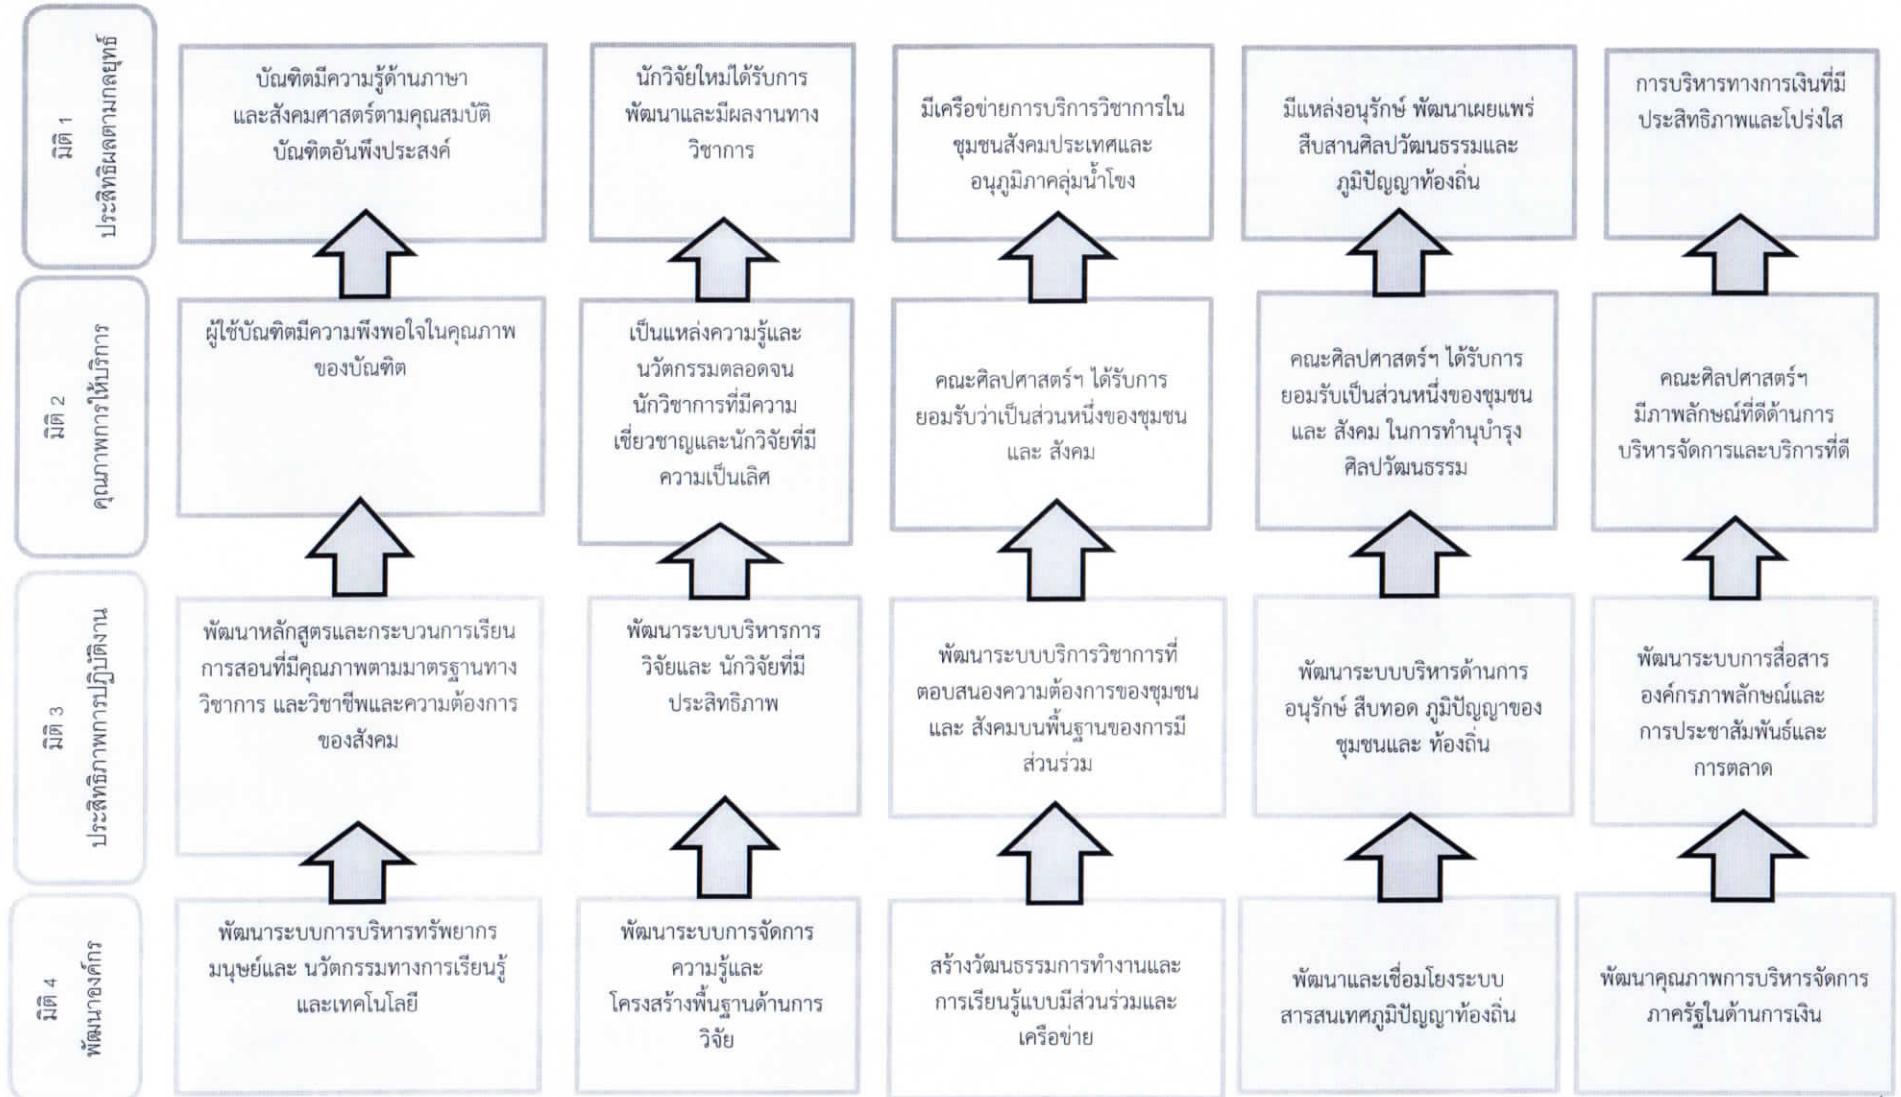 มิติ 1
ประสิทธิผลตามกลยุทธ์
บัณฑิตมีความรู้ด้านภาษา
และสังคมศาสตร์ตามคุณสมบัติ
บัณฑิตอันพึงประสงค์
นักวิจัยใหม่ได้รับการ
พัฒนาและมีผลงานทาง
วิชาการ
มีเครือข่ายการบริการวิชาการใน
ชุมชนสังคมประเทศและ
อนุภูมิภาคลุ่มน้ำโขง
มีแหล่งอนุรักษ์ พัฒนาเผยแพร่
สืบสานศิลปวัฒนธรรมและ
ภูมิปัญญาท้องถิ่น
การบริหารทางการเงินที่มี
ประสิทธิภาพและโปร่งใส
มิติ 2
คุณภาพการให้บริการ
ผู้ใช้บัณฑิตมีความพึงพอใจในคุณภาพ
ของบัณฑิต
เป็นแหล่งความรู้และ
นวัตกรรมตลอดจน
นักวิชาการที่มีความ
เชี่ยวชาญและนักวิจัยที่มี
ความเป็นเลิศ
คณะศิลปศาสตร์ฯ ได้รับการ
ยอมรับว่าเป็นส่วนหนึ่งของชุมชน
และ สังคม
คณะศิลปศาสตร์ฯ ได้รับการ
ยอมรับเป็นส่วนหนึ่งของชุมชน
และ สังคม ในการทำนุบำรุง
ศิลปวัฒนธรรม
คณะศิลปศาสตร์ฯ
มีภาพลักษณ์ที่ดีด้านการ
บริหารจัดการและบริการที่ดี
มิติ 3
ประสิทธิภาพการปฏิบัติงาน
พัฒนาหลักสูตรและกระบวนการเรียน
การสอนที่มีคุณภาพตามมาตรฐานทาง
วิชาการ และวิชาชีพและความต้องการ
ของสังคม
พัฒนาระบบบริหารการ
วิจัยและ นักวิจัยที่มี
ประสิทธิภาพ
พัฒนาระบบบริการวิชาการที่
ตอบสนองความต้องการของชุมชน
และ สังคมบนพื้นฐานของการมี
ส่วนร่วม
พัฒนาระบบบริหารด้านการ
อนุรักษ์ สืบทอด ภูมิปัญญาของ
ชุมชนและ ท้องถิ่น
พัฒนาระบบการสื่อสาร
องค์กรภาพลักษณ์และ
การประชาสัมพันธ์และ
การตลาด
มิติ 4
พัฒนาองค์กร
พัฒนาระบบการบริหารทรัพยากร
มนุษย์และ นวัตกรรมทางการเรียนรู้
และเทคโนโลยี
พัฒนาระบบการจัดการ
ความรู้และ
โครงสร้างพื้นฐานด้านการ
วิจัย
สร้างวัฒนธรรมการทำงานและ
การเรียนรู้แบบมีส่วนร่วมและ
เครือข่าย
พัฒนาและเชื่อมโยงระบบ
สารสนเทศภูมิปัญญาท้องถิ่น
พัฒนาคุณภาพการบริหารจัดการ
ภาครัฐในด้านการเงิน